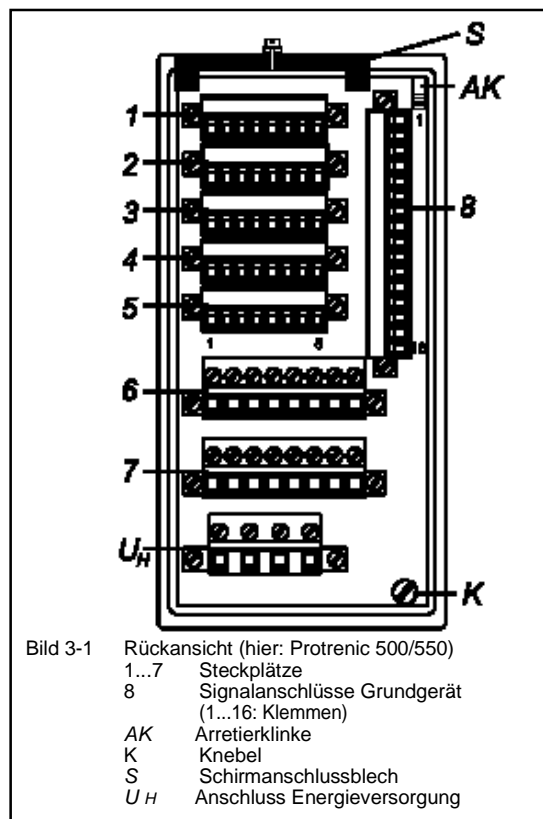 S
AK
1
1
2
3
8
4
5
1 8
16
6
7
UH
K
Bild 3-1 Rückansicht (hier: Protrenic 500/550)
1...7 Steckplätze
8 Signalanschlüsse Grundgerät
(1...16: Klemmen)
AK Arretierklinke
K Knebel
S Schirmanschlussblech
U H Anschluss Energieversorgung